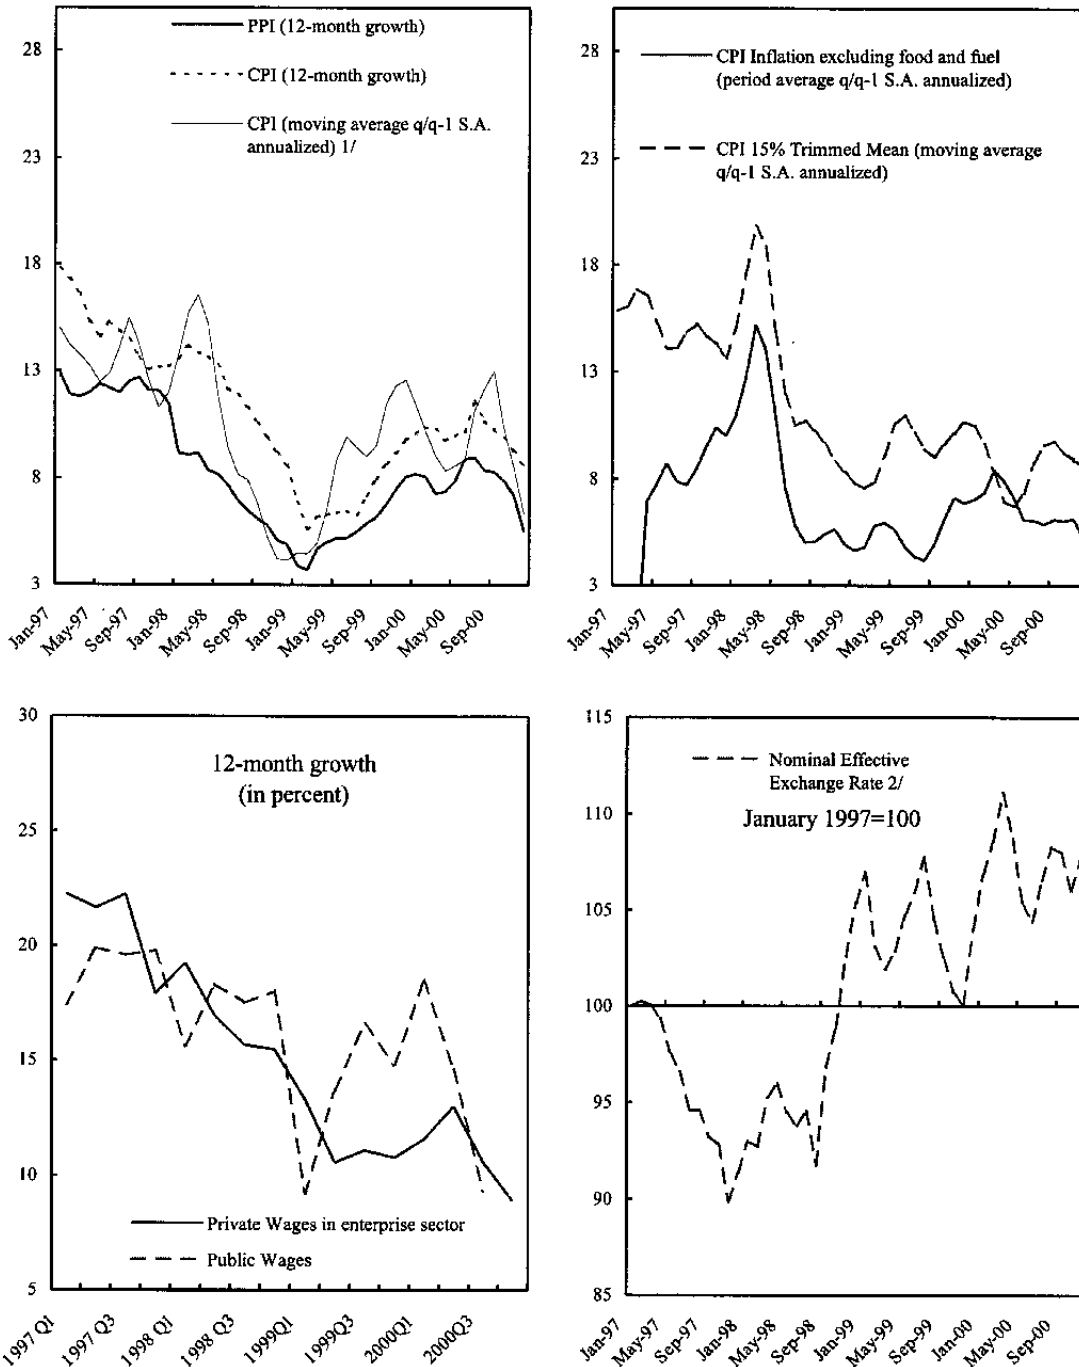 28
23
18
13
8
3
PPI (12-month growth)
CPI (12-month growth)
CPI (moving average q/q-1 S.A.
annualized) 1/
Jan-97
May-97
Sep-97
Jan-98
May-98
Sep-98
Jan-99
May-99
Sep-99
Jan-00
May-00
Sep-00
28
23
18
13
8
3
CPI Inflation excluding food and fuel
(period average q/q-1 S.A. annualized)
CPI 15% Trimmed Mean (moving average
q/q-1 S.A. annualized)
Jan-97
May-97
Sep-97
Jan-98
May-98
Sep-98
Jan-99
May-99
Sep-99
Jan-00
May-00
Sep-00
30
25
20
15
10
5
12-month growth
(in percent)
Private Wages in enterprise sector
Public Wages
1997 Q1
1997 Q3
1998 Q1
1998 Q3
1999Q1
1999Q3
2000Q1
2000Q3
115
110
105
100
95
90
85
Nominal Effective
Exchange Rate 2/
January 1997=100
Jan-97
May-97
Sep-97
Jan-98
May-98
Sep-98
Jan-99
May-99
Sep-99
Jan-00
May-00
Sep-00